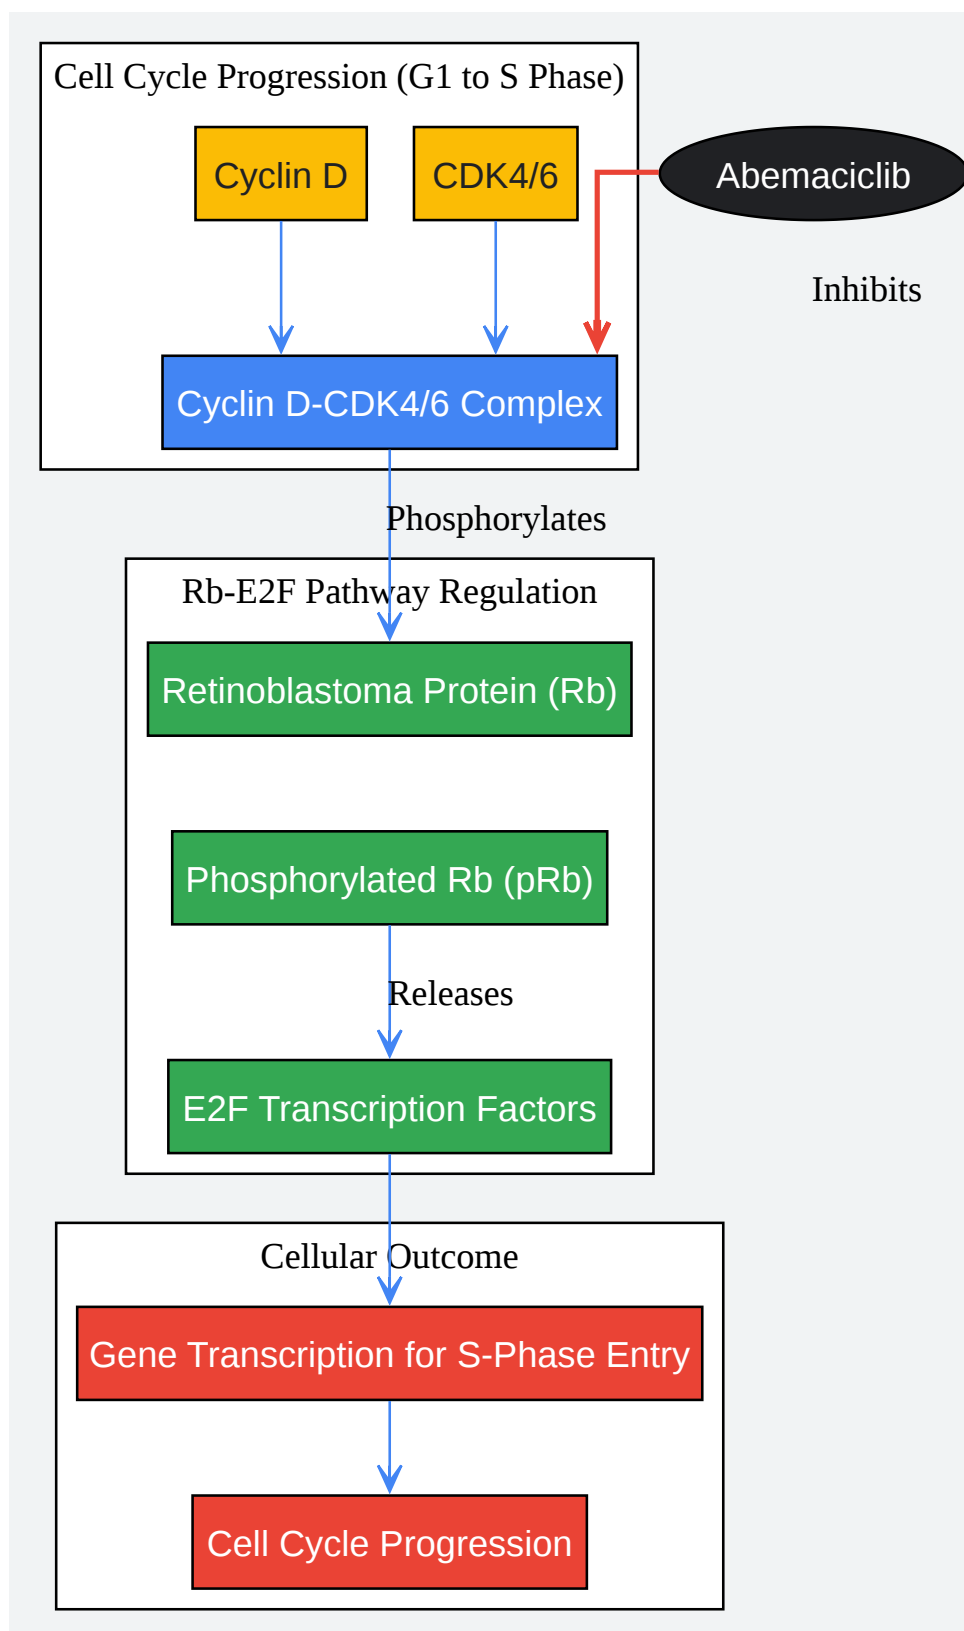 Cell Cycle Progression (G1 to S Phase)
Cyclin D
CDK4/6
Abemaciclib
Inhibits
Cyclin D-CDK4/6 Complex
Phosphorylates
Rb-E2F Pathway Regulation
Retinoblastoma Protein (Rb)
Phosphorylated Rb (pRb)
Releases
E2F Transcription Factors
Cellular Outcome
Gene Transcription for S-Phase Entry
Cell Cycle Progression